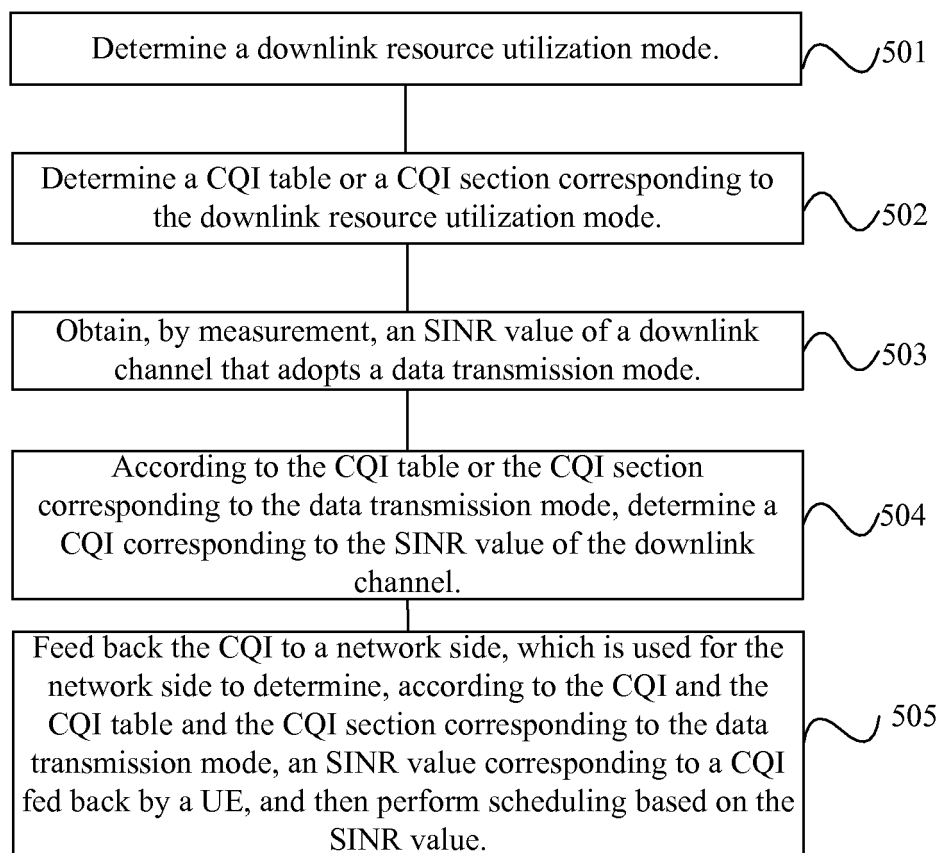 Determine a downlink resource utilization mode.
501
Determine a CQI table or a CQI section corresponding to
the downlink resource utilization mode.
502
Obtain, by measurement, an SINR value of a downlink
channel that adopts a data transmission mode.
503
According to the CQI table or the CQI section
corresponding to the data transmission mode, determine a
CQI corresponding to the SINR value of the downlink
channel.
504
Feed back the CQI to a network side, which is used for the
network side to determine, according to the CQI and the
CQI table and the CQI section corresponding to the data
transmission mode, an SINR value corresponding to a CQI
fed back by a UE, and then perform scheduling based on the
SINR value.
505